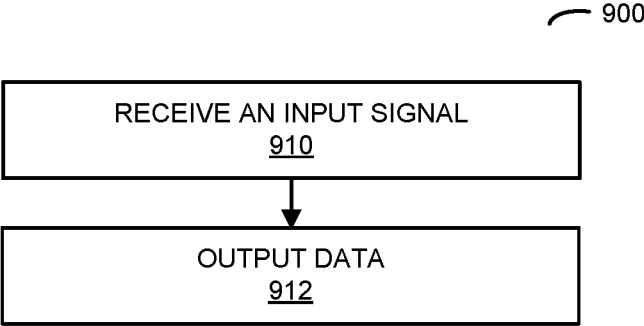 900
RECEIVE AN INPUT SIGNAL
910
OUTPUT DATA
912